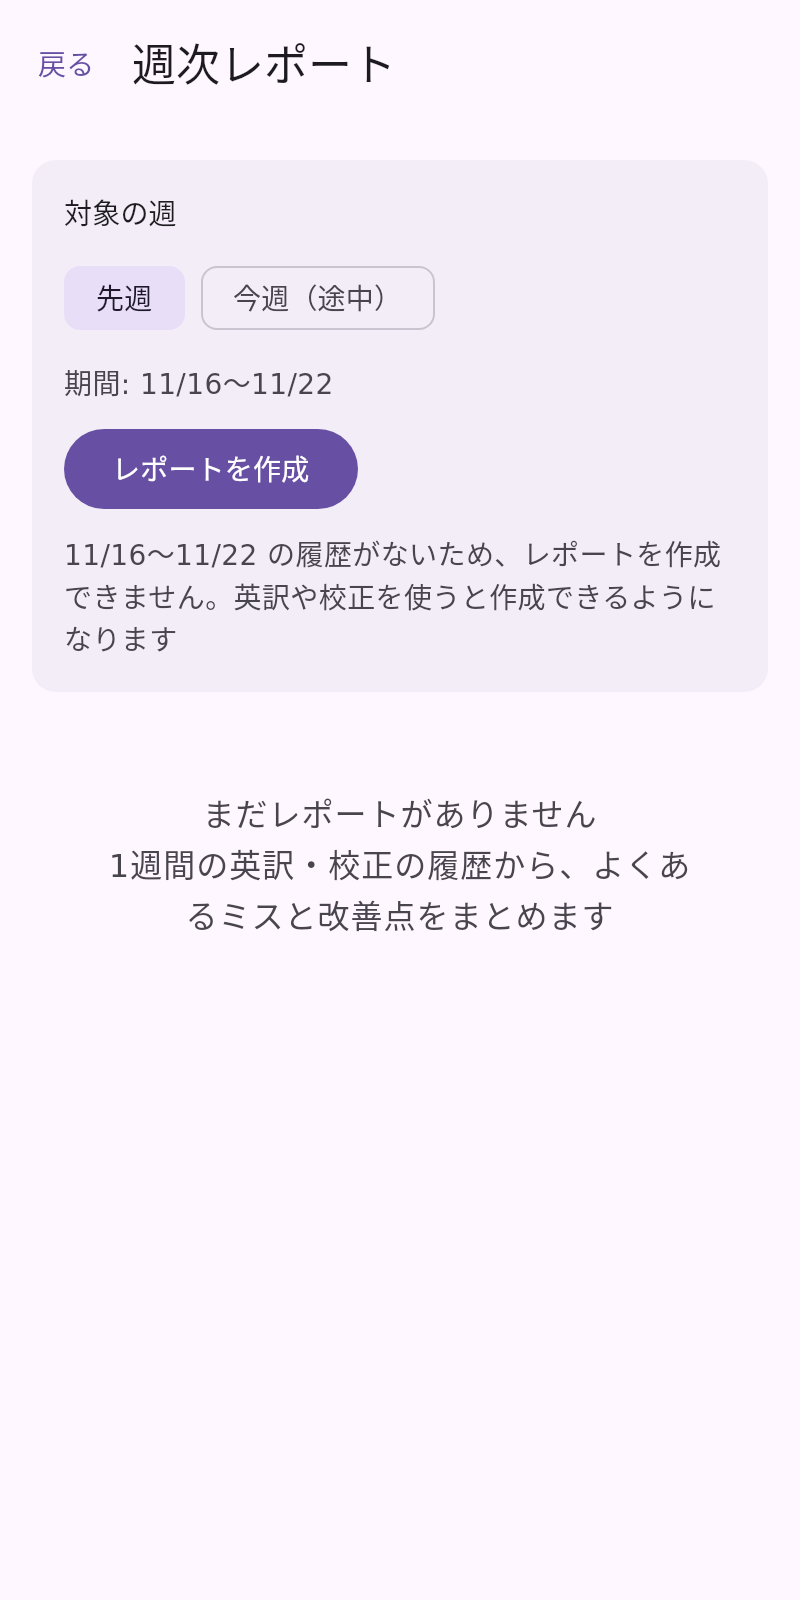 戻る 週次レポート
対象の週
先週 今週（途中）
期間: 11/16〜11/22
レポートを作成
11/16〜11/22 の履歴がないため、レポートを作成
できません。英訳や校正を使うと作成できるように
なります
まだレポートがありません
1週間の英訳・校正の履歴から、よくあ
るミスと改善点をまとめます